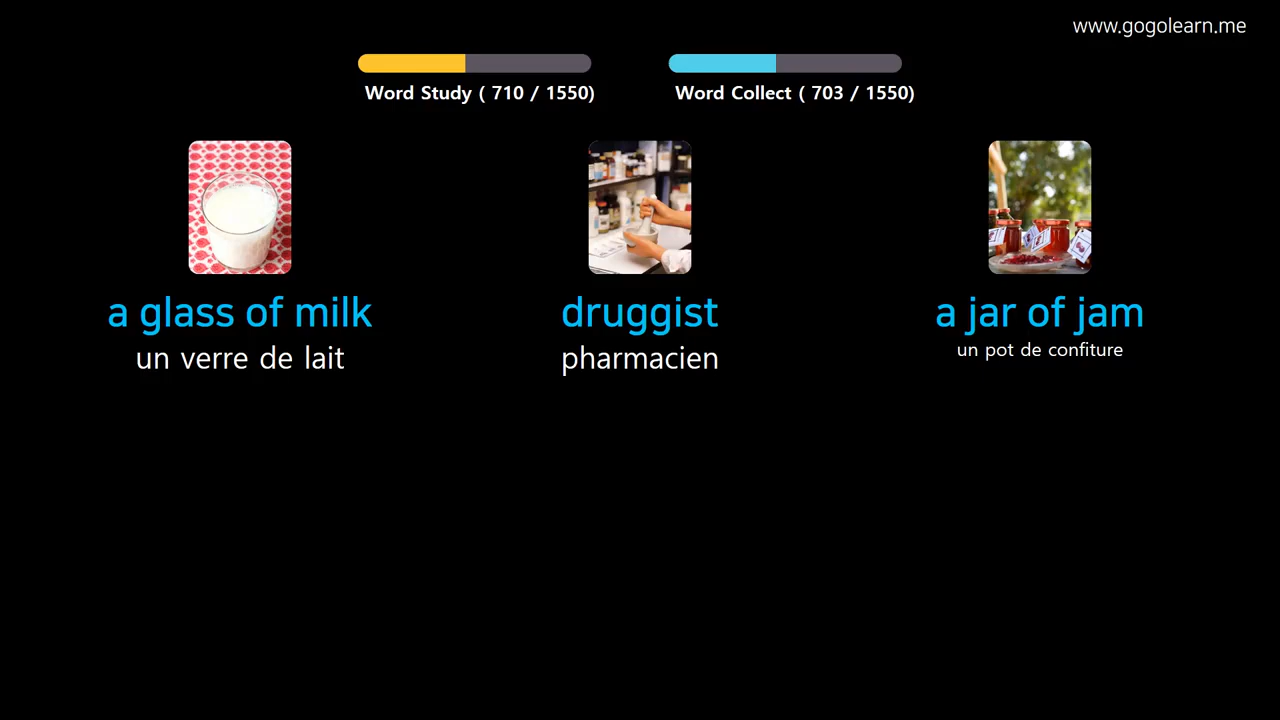 www.gogolearn.me
Word Study ( 710 / 1550)
Word Collect ( 703 / 1550)
a glass of milk
un verre de lait
druggist
pharmacien
a jar of jam
un pot de confiture